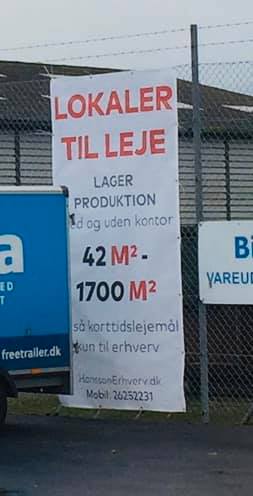 LOKALER
TIL LEJE
LAGER
PRODUKTION
ed og uden kontor
42 M² -
1700 M²
så korttidslejemål
kun til erhverv
HanssonErhverv.dk
Mobil: 26252231
a
ED
T
freetrailer.dk
Bi
VAREUD